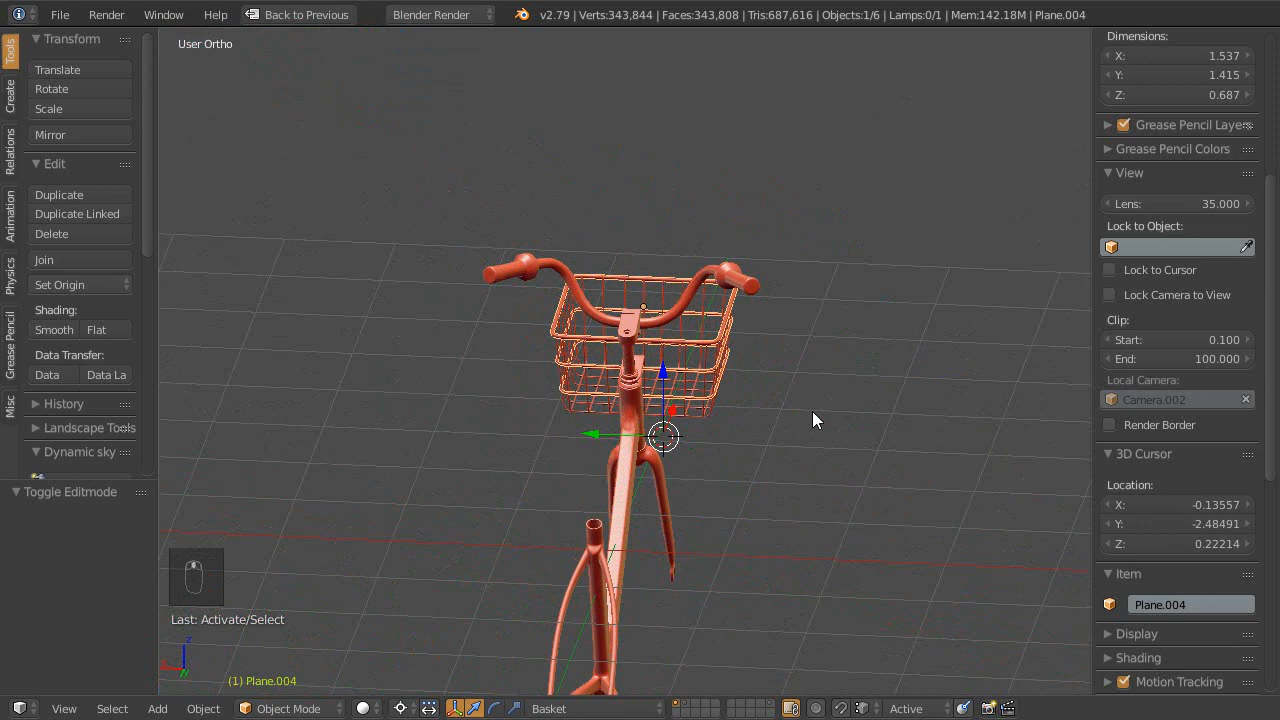 File Render Window Help Back to Previous Blender Render v2.79 | Verts:343,844 | Faces:343,808 | Tris:687,616 | Objects:1/6 | Lamps:0/1 | Mem:142.18M | Plane.004
Tools
Create
Relations
Animation
Physics
Grease Pencil
Misc
Transform
Translate
Rotate
Scale
Mirror
Edit
Duplicate
Duplicate Linked
Delete
Join
Set Origin
Shading:
Smooth Flat
Data Transfer:
Data Data La
History
Landscape Tools
Dynamic sky
Toggle Editmode
User Ortho
Last: Activate/Select
z
(1) Plane.004
Dimensions:
X: 1.537
Y: 1.415
Z: 0.687
Grease Pencil Layers
Grease Pencil Colors
View
Lens: 35.000
Lock to Object:
Lock to Cursor
Lock Camera to View
Clip:
Start: 0.100
End: 100.000
Local Camera:
Camera.002
Render Border
3D Cursor
Location:
X: -0.13557
Y: -2.48491
Z: 0.22214
Item
Plane.004
Display
Shading
Motion Tracking
View Select Add Object Object Mode Basket Active